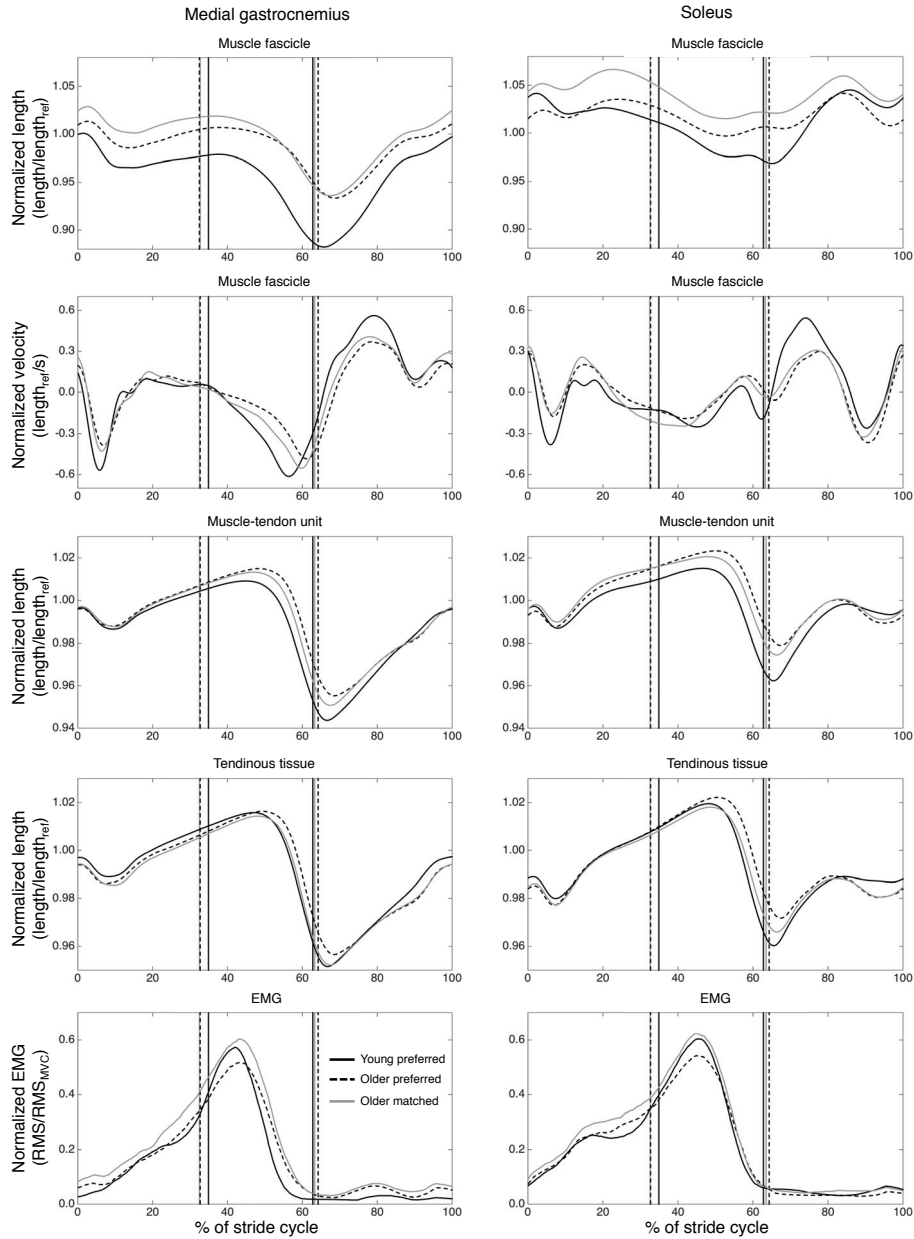 Medial gastrocnemius
Soleus
Muscle fascicle
Muscle fascicle
Normalized length
(length/length_ref)
1.05
1.00
0.95
0.90
0 20 40 60 80 100
1.05
1.00
0.95
0.90
0 20 40 60 80 100
Muscle fascicle
Muscle fascicle
Normalized velocity
(length_ref/s)
0.6
0.3
0.0
-0.3
-0.6
0 20 40 60 80 100
0.6
0.3
0.0
-0.3
-0.6
0 20 40 60 80 100
Muscle-tendon unit
Muscle-tendon unit
Normalized length
(length/length_ref)
1.02
1.00
0.98
0.96
0.94
0 20 40 60 80 100
1.02
1.00
0.98
0.96
0.94
0 20 40 60 80 100
Tendinous tissue
Tendinous tissue
Normalized length
(length/length_ref)
1.02
1.00
0.98
0.96
0 20 40 60 80 100
1.02
1.00
0.98
0.96
0 20 40 60 80 100
EMG
EMG
Normalized EMG
(RMS/RMS_MVC)
0.6
0.4
0.2
0.0
Young preferred
Older preferred
Older matched
0 20 40 60 80 100
0.6
0.4
0.2
0.0
0 20 40 60 80 100
% of stride cycle
% of stride cycle